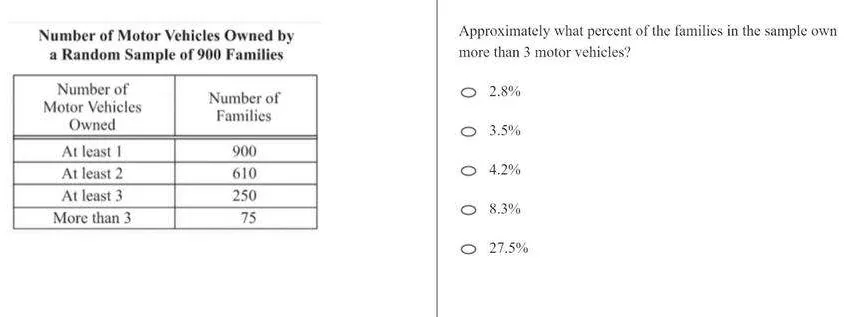 Number of Motor Vehicles Owned by
a Random Sample of 900 Families
Number of
Motor Vehicles
Owned
Number of
Families
At least 1 900
At least 2 610
At least 3 250
More than 3 75
Approximately what percent of the families in the sample own
more than 3 motor vehicles?
2.8%
3.5%
4.2%
8.3%
27.5%